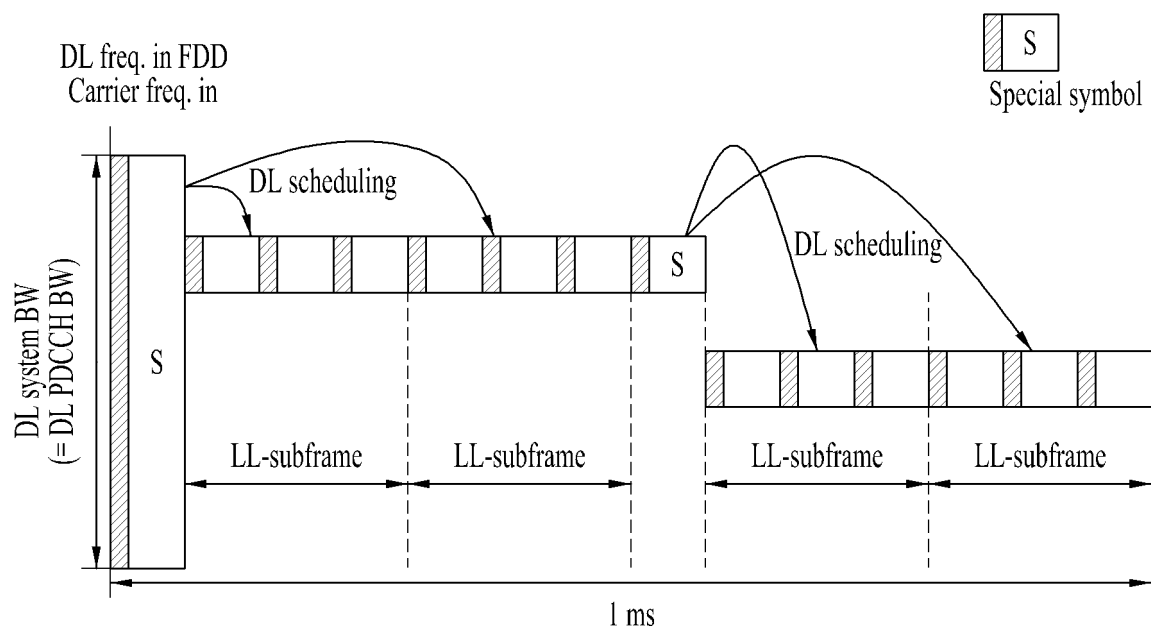 DL freq. in FDD
Carrier freq. in
S
Special symbol
DL scheduling
DL scheduling
S
S
DL system BW
(= DL PDCCH BW)
LL-subframe
LL-subframe
LL-subframe
LL-subframe
1 ms